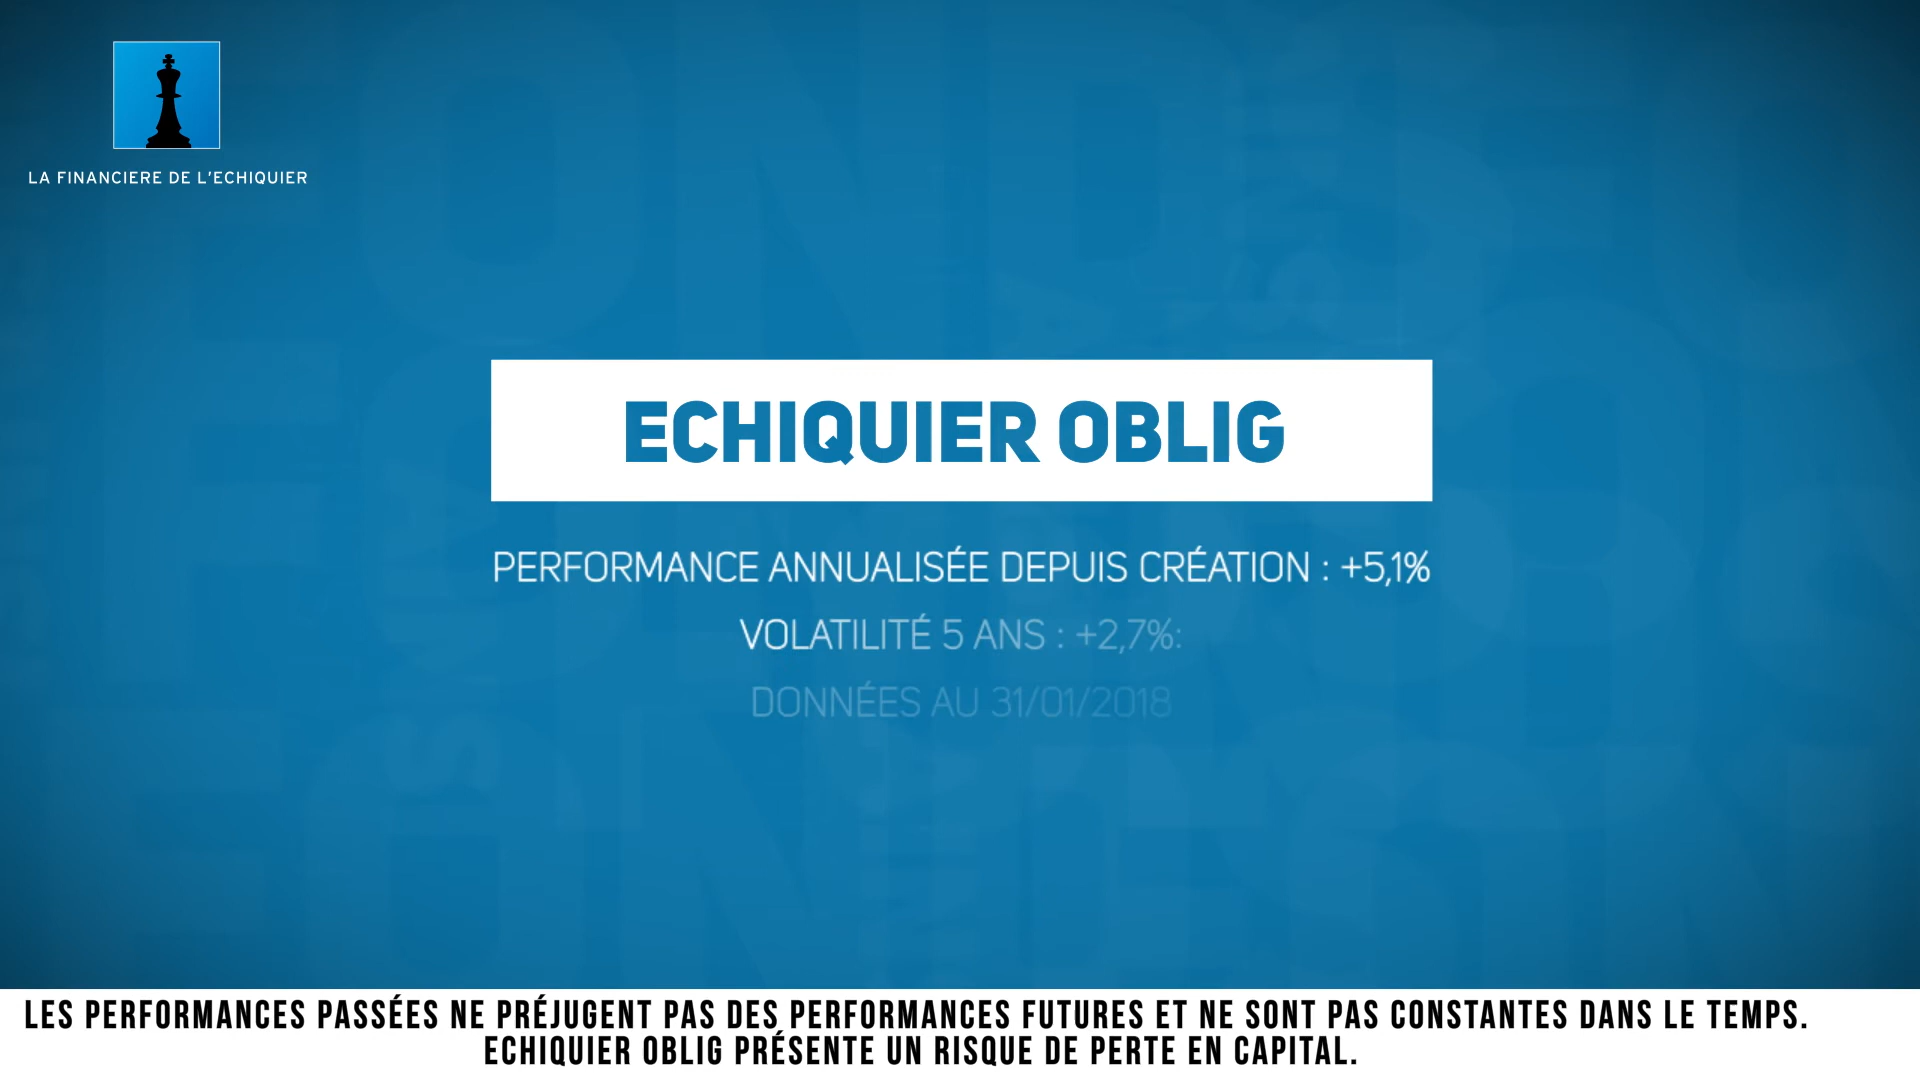 LA FINANCIERE DE L'ECHIQUIER
ECHIQUIER OBLIG
PERFORMANCE ANNUALISÉE DEPUIS CRÉATION : +5,1%
VOLATILITÉ 5 ANS : +2,7%:
DONNÉES AU 31/01/2018
LES PERFORMANCES PASSÉES NE PRÉJUGENT PAS DES PERFORMANCES FUTURES ET NE SONT PAS CONSTANTES DANS LE TEMPS.
ECHIQUIER OBLIG PRÉSENTE UN RISQUE DE PERTE EN CAPITAL.